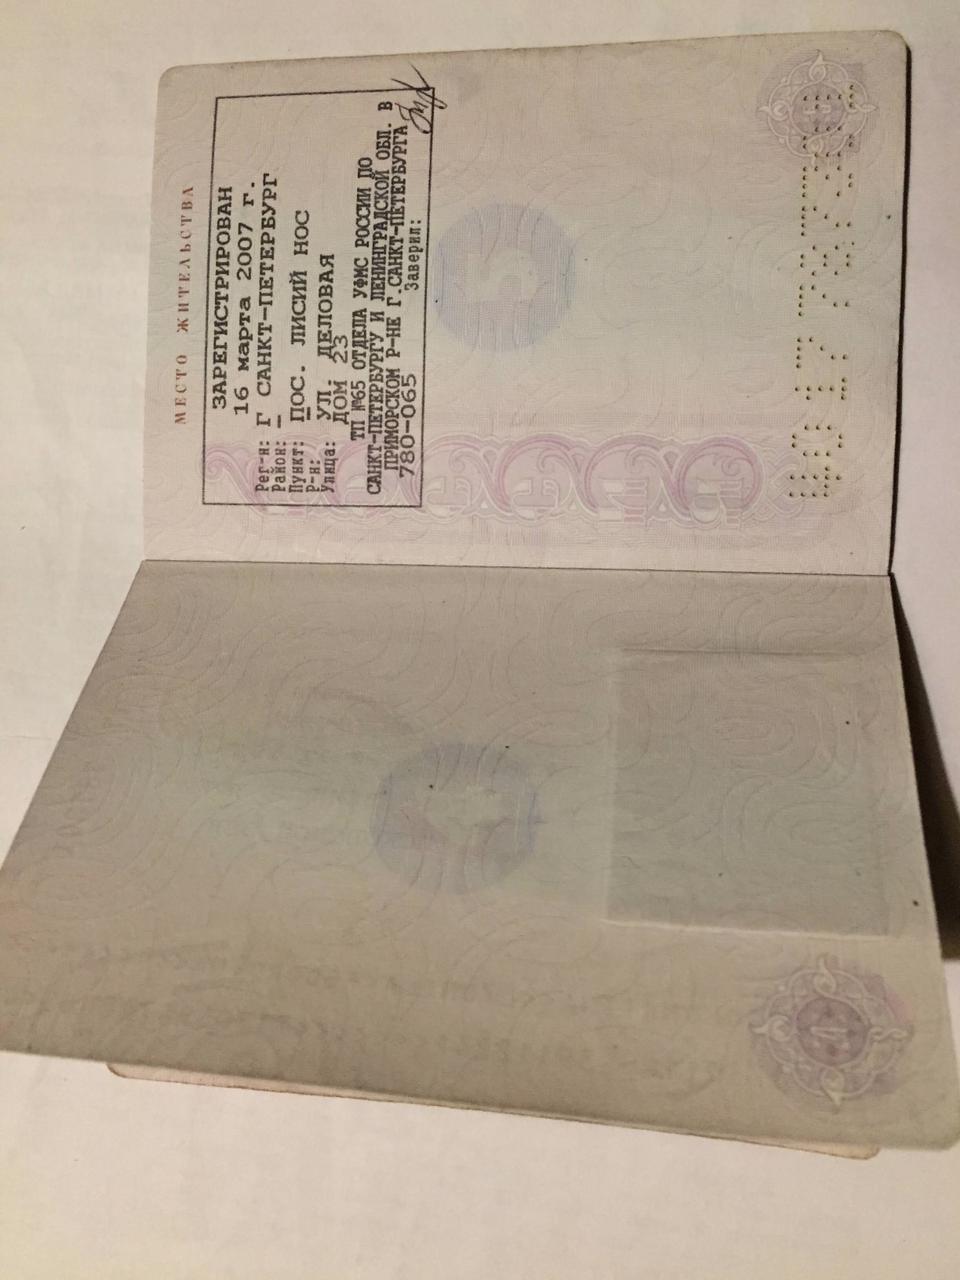 МЕСТО ЖИТЕЛЬСТВА
ЗАРЕГИСТРИРОВАН
16 марта 2007 г.
Рег-н: Г САНКТ-ПЕТЕРБУРГ
Район: —
Пункт: ПОС. ЛИСИЙ НОС
Р-н: —
Улица: УЛ. ДЕЛОВАЯ
ДОМ 23
ТП №65 ОТДЕЛА УФМС РОССИИ ПО
САНКТ-ПЕТЕРБУРГУ И ЛЕНИНГРАДСКОЙ ОБЛ. В
ПРИМОРСКОМ Р-НЕ Г.САНКТ-ПЕТЕРБУРГА
780-065 Заверил:
5